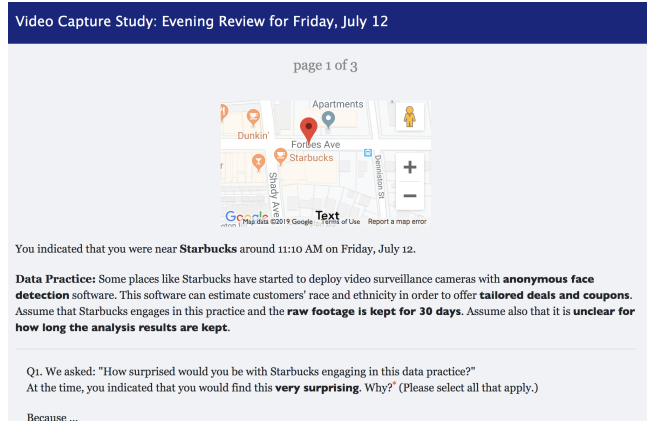 Video Capture Study: Evening Review for Friday, July 12
page 1 of 3
Apartments
Dunkin'
Forbes Ave
Starbucks
Denniston St
Shady Ave
Google
Text
Map data ©2019 Google Terms of Use Report a map error
You indicated that you were near Starbucks around 11:10 AM on Friday, July 12.
Data Practice: Some places like Starbucks have started to deploy video surveillance cameras with anonymous face
detection software. This software can estimate customers' race and ethnicity in order to offer tailored deals and coupons.
Assume that Starbucks engages in this practice and the raw footage is kept for 30 days. Assume also that it is unclear for
how long the analysis results are kept.
Q1. We asked: "How surprised would you be with Starbucks engaging in this data practice?"
At the time, you indicated that you would find this very surprising. Why?* (Please select all that apply.)
Because ...